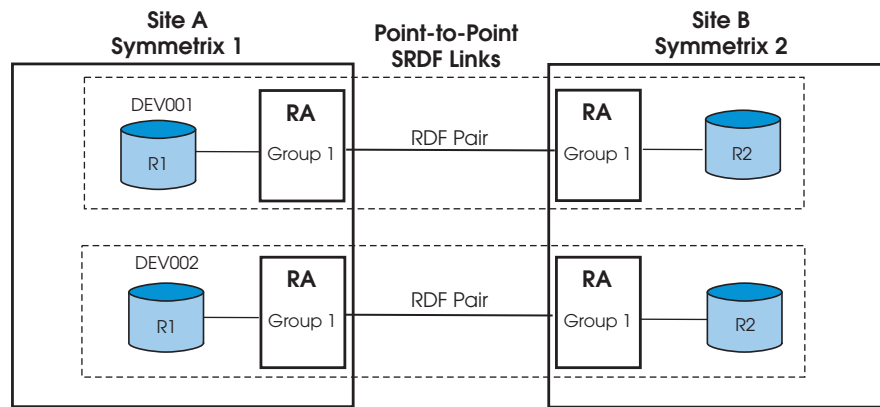 Site A
Symmetrix 1
Point-to-Point
SRDF Links
Site B
Symmetrix 2
DEV001
R1
RA
Group 1
RDF Pair
RA
Group 1
R2
DEV002
R1
RA
Group 1
RDF Pair
RA
Group 1
R2